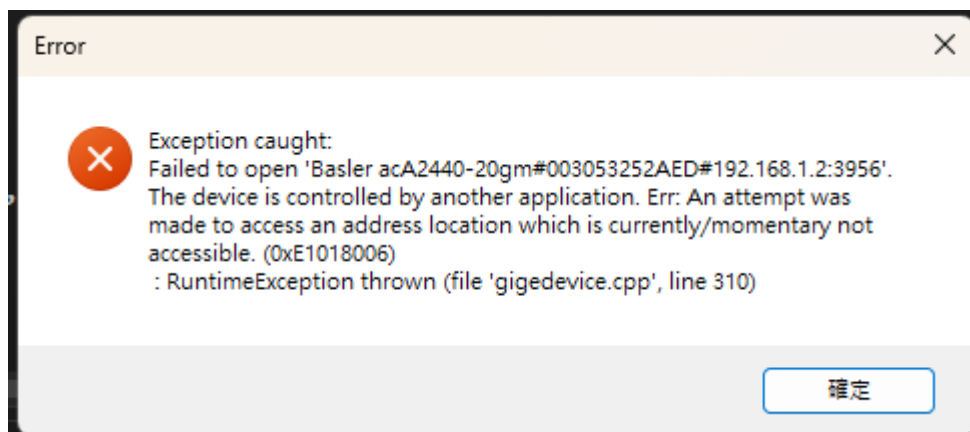 Error
Exception caught:
Failed to open 'Basler acA2440-20gm#003053252AED#192.168.1.2:3956'.
The device is controlled by another application. Err: An attempt was
made to access an address location which is currently/momentary not
accessible. (0xE1018006)
: RuntimeException thrown (file 'gigedevice.cpp', line 310)
確定